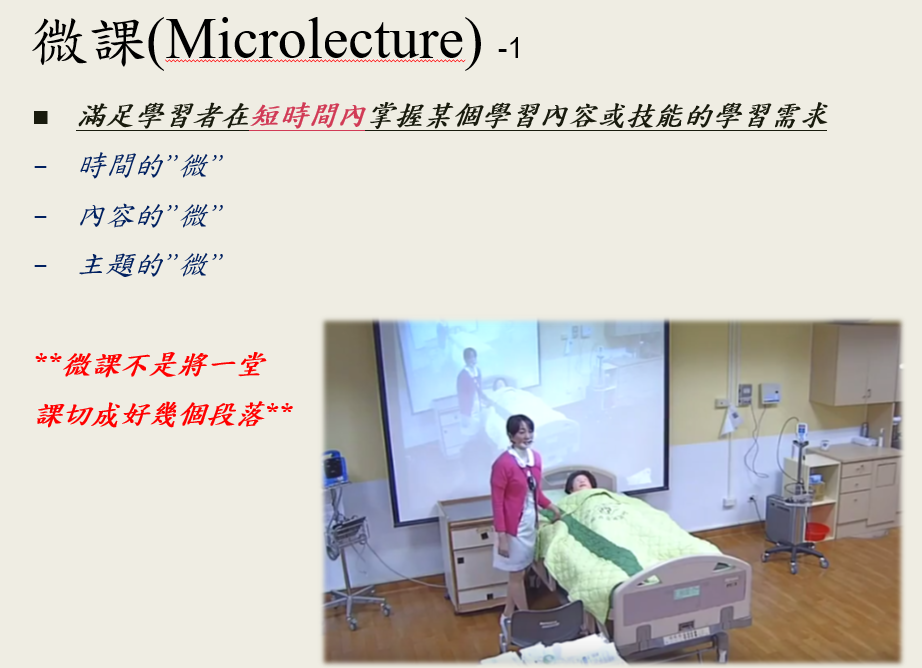 微課(Microlecture) -1
■ 滿足學習者在短時間內掌握某個學習內容或技能的學習需求
– 時間的”微”
– 內容的”微”
– 主題的”微”
**微課不是將一堂
課切成好幾個段落**